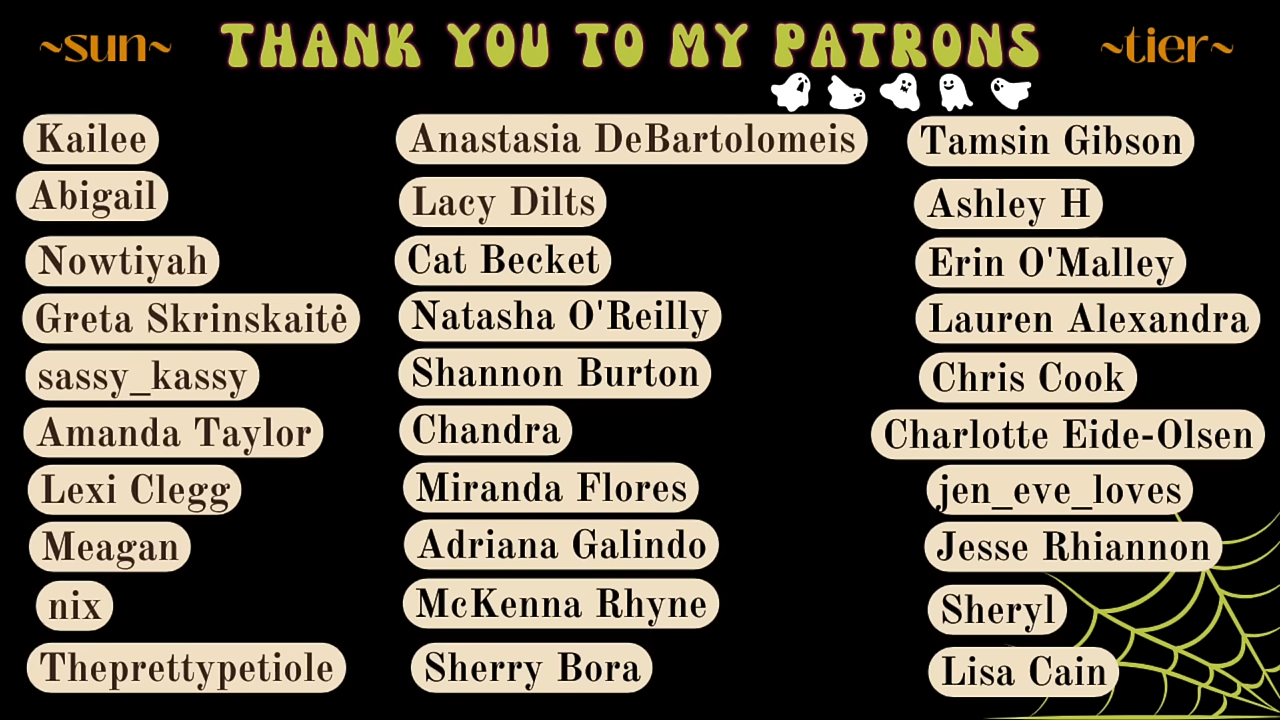 ~sun~
THANK YOU TO MY PATRONS
~tier~
Kailee
Abigail
Nowtiyah
Greta Skrinskaitė
sassy_kassy
Amanda Taylor
Lexi Clegg
Meagan
nix
Theprettypetiole
Anastasia DeBartolomeis
Lacy Dilts
Cat Becket
Natasha O'Reilly
Shannon Burton
Chandra
Miranda Flores
Adriana Galindo
McKenna Rhyne
Sherry Bora
Tamsin Gibson
Ashley H
Erin O'Malley
Lauren Alexandra
Chris Cook
Charlotte Eide-Olsen
jen_eve_loves
Jesse Rhiannon
Sheryl
Lisa Cain